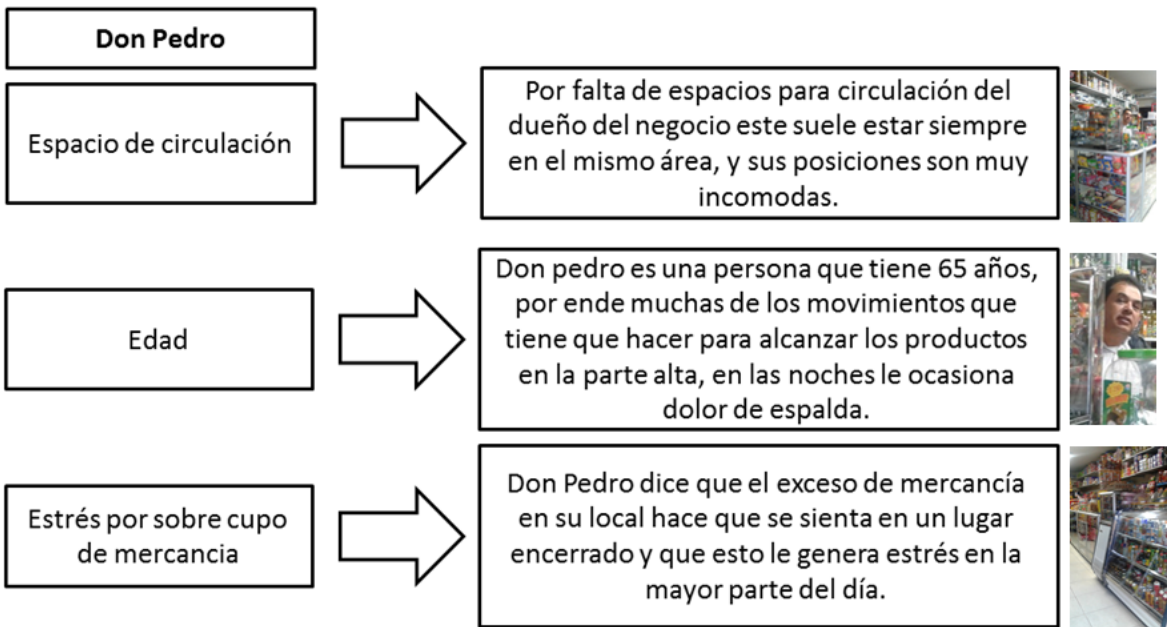 Don Pedro
Espacio de circulación
Por falta de espacios para circulación del
dueño del negocio este suele estar siempre
en el mismo área, y sus posiciones son muy
incomodas.
Edad
Don pedro es una persona que tiene 65 años,
por ende muchas de los movimientos que
tiene que hacer para alcanzar los productos
en la parte alta, en las noches le ocasiona
dolor de espalda.
Estrés por sobre cupo
de mercancia
Don Pedro dice que el exceso de mercancía
en su local hace que se sienta en un lugar
encerrado y que esto le genera estrés en la
mayor parte del día.